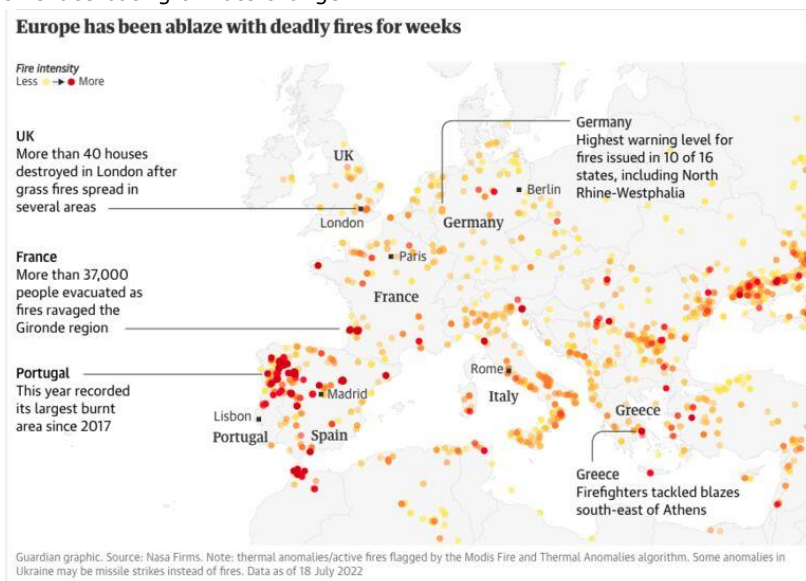 Europe has been ablaze with deadly fires for weeks
Fire intensity
Less More
UK
More than 40 houses
destroyed in London after
grass fires spread in
several areas
France
More than 37,000
people evacuated as
fires ravaged the
Gironde region
Portugal
This year recorded
its largest burnt
area since 2017
Germany
Highest warning level for
fires issued in 10 of 16
states, including North
Rhine-Westphalia
UK
London
Berlin
Germany
Paris
France
Rome
Italy
Madrid
Lisbon
Portugal
Spain
Greece
Greece
Firefighters tackled blazes
south-east of Athens
Guardian graphic. Source: Nasa Firms. Note: thermal anomalies/active fires flagged by the Modis Fire and Thermal Anomalies algorithm. Some anomalies in
Ukraine may be missile strikes instead of fires. Data as of 18 July 2022